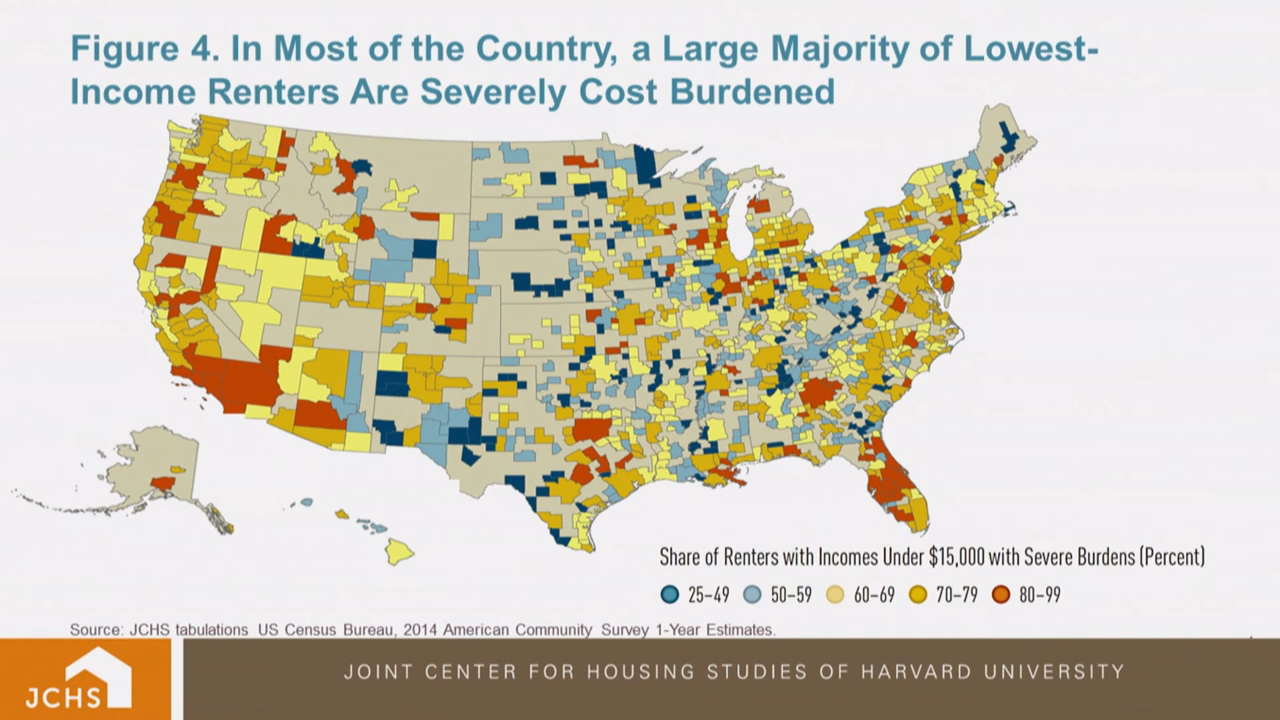 Figure 4. In Most of the Country, a Large Majority of Lowest-
Income Renters Are Severely Cost Burdened
Share of Renters with Incomes Under $15,000 with Severe Burdens (Percent)
25–49 50–59 60–69 70–79 80–99
Source: JCHS tabulations US Census Bureau, 2014 American Community Survey 1-Year Estimates.
JCHS
JOINT CENTER FOR HOUSING STUDIES OF HARVARD UNIVERSITY